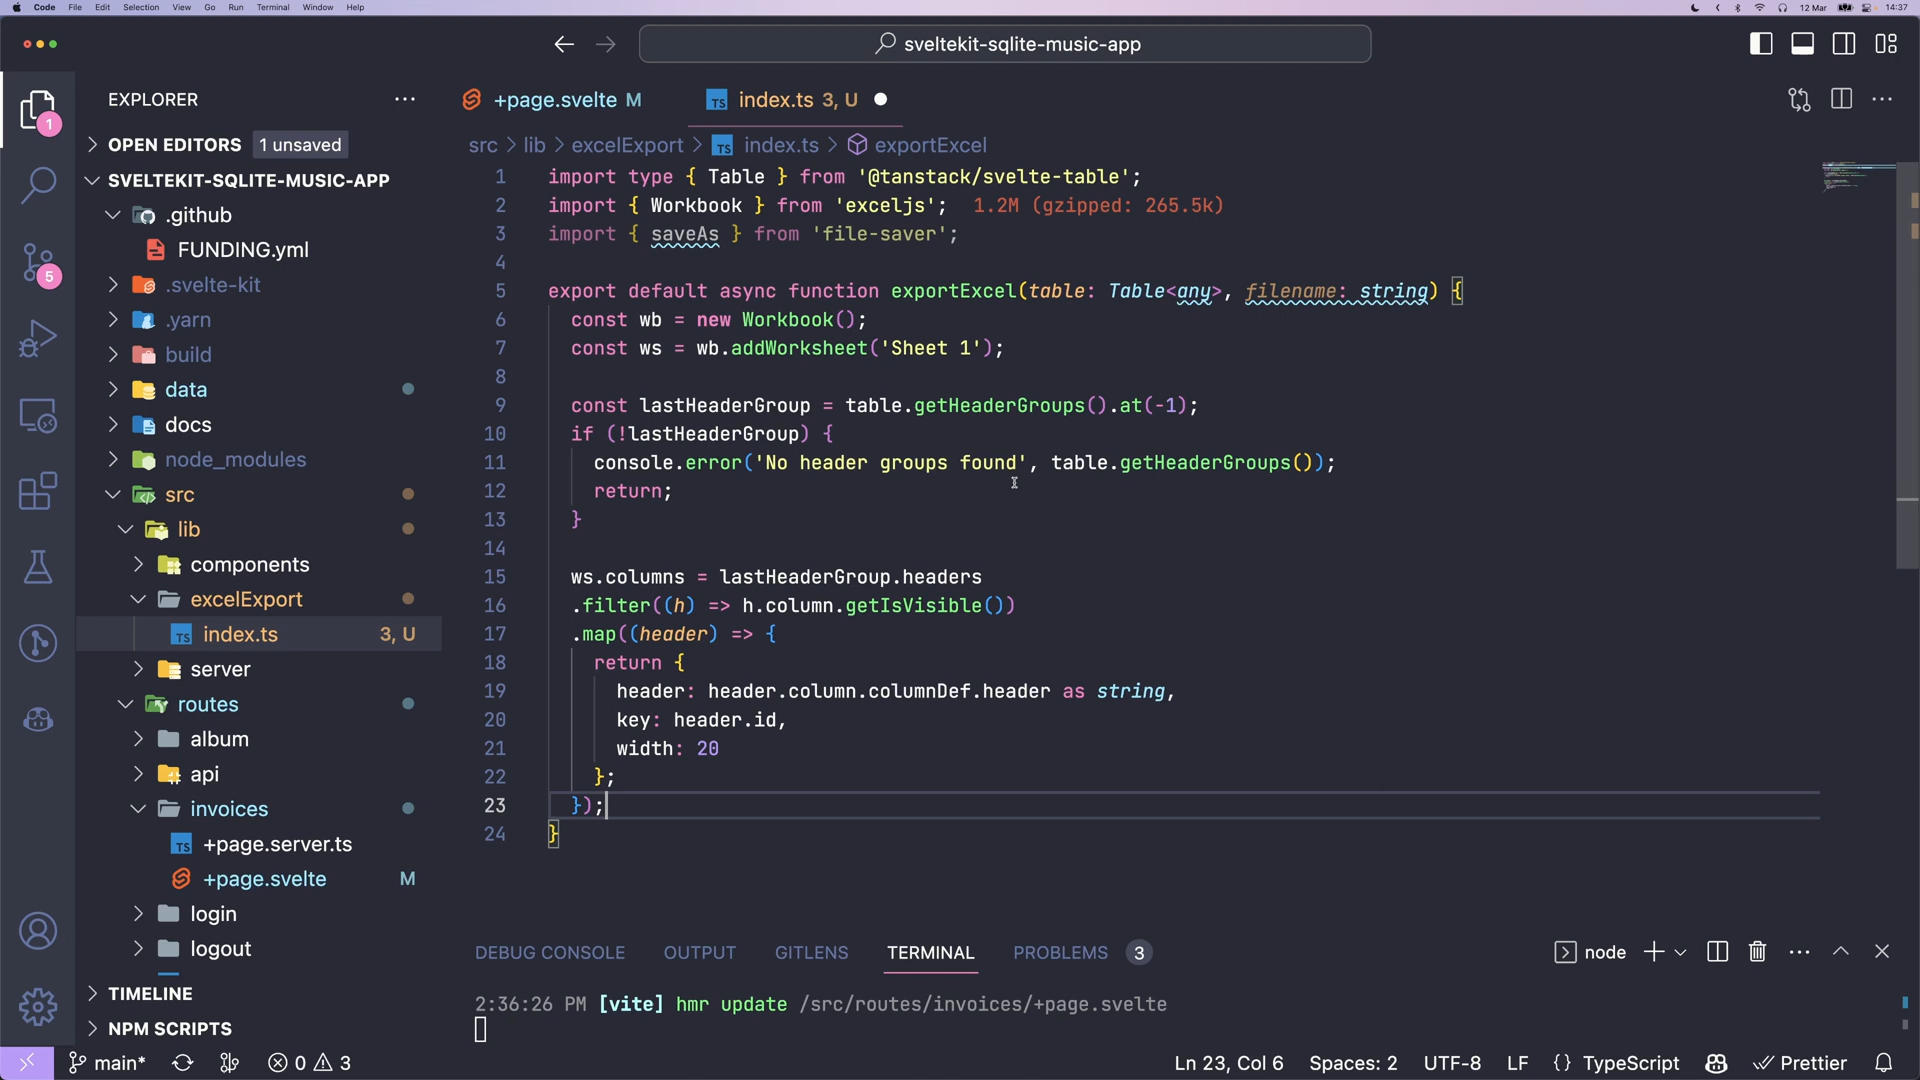 Code File Edit Selection View Go Run Terminal Window Help 12 Mar 14:37
sveltekit-sqlite-music-app
EXPLORER
+page.svelte M
TS index.ts 3, U
OPEN EDITORS 1 unsaved
src > lib > excelExport > TS index.ts > exportExcel
SVELTEKIT-SQLITE-MUSIC-APP
.github
FUNDING.yml
.svelte-kit
.yarn
build
data
docs
node_modules
src
lib
components
excelExport
TS index.ts 3, U
server
routes
album
api
invoices
TS +page.server.ts
+page.svelte M
login
logout
TIMELINE
NPM SCRIPTS
1
5
1 import type { Table } from '@tanstack/svelte-table';
2 import { Workbook } from 'exceljs'; 1.2M (gzipped: 265.5k)
3 import { saveAs } from 'file-saver';
4
5 export default async function exportExcel(table: Table<any>, filename: string) {
6 const wb = new Workbook();
7 const ws = wb.addWorksheet('Sheet 1');
8
9 const lastHeaderGroup = table.getHeaderGroups().at(-1);
10 if (!lastHeaderGroup) {
11 console.error('No header groups found', table.getHeaderGroups());
12 return;
13 }
14
15 ws.columns = lastHeaderGroup.headers
16 .filter((h) => h.column.getIsVisible())
17 .map((header) => {
18 return {
19 header: header.column.columnDef.header as string,
20 key: header.id,
21 width: 20
22 };
23 });
24 }
DEBUG CONSOLE OUTPUT GITLENS TERMINAL PROBLEMS 3 node
2:36:26 PM [vite] hmr update /src/routes/invoices/+page.svelte
main* 0 3 Ln 23, Col 6 Spaces: 2 UTF-8 LF {} TypeScript Prettier